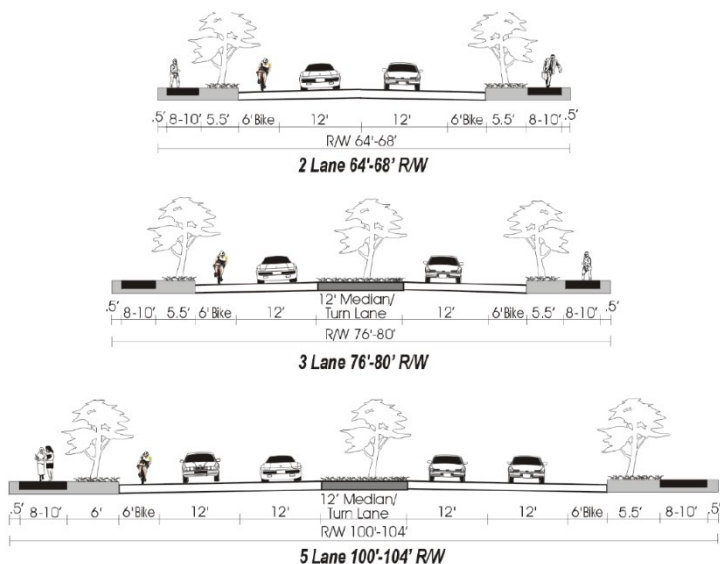 .5' 8-10' 5.5' 6' Bike 12' 12' 6' Bike 5.5' 8-10' .5'
R/W 64'-68'
2 Lane 64'-68' R/W
12' Median/
Turn Lane
.5' 8-10' 5.5' 6' Bike 12' 12' 6' Bike 5.5' 8-10' .5'
R/W 76'-80'
3 Lane 76'-80' R/W
12' Median/
Turn Lane
.5' 8-10' 6' 6' Bike 12' 12' 12' 12' 6' Bike 5.5' 8-10' .5'
R/W 100'-104'
5 Lane 100'-104' R/W